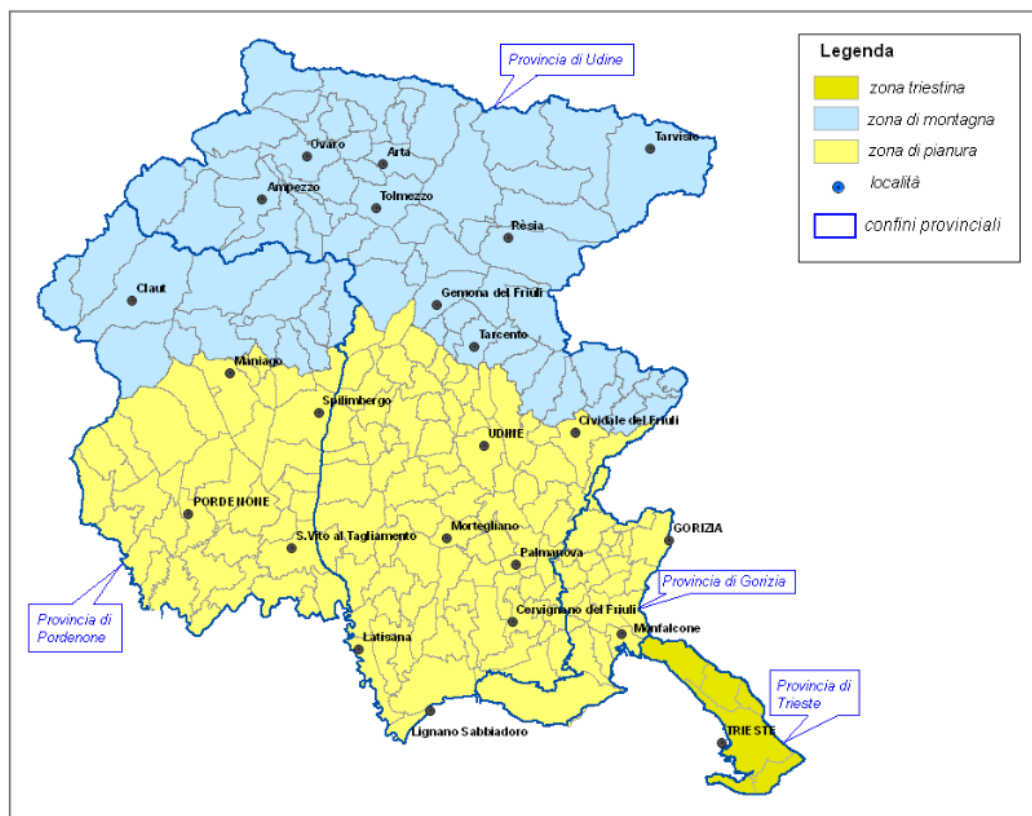 Provincia di Udine
Legenda
zona triestina
zona di montagna
zona di pianura
località
confini provinciali
Tarvisio
Ovaro
Arta
Ampezzo
Tolmezzo
Rèsia
Claut
Gemona del Friuli
Tarcento
Maniago
Spilimbergo
Cividale del Friuli
UDINE
PORDENONE
Mortegliano
GORIZIA
S.Vito al Tagliamento
Palmanova
Provincia di Gorizia
Provincia di
Pordenone
Cervignano del Friuli
Monfalcone
Latisana
Provincia di
Trieste
Lignano Sabbiadoro
TRIESTE